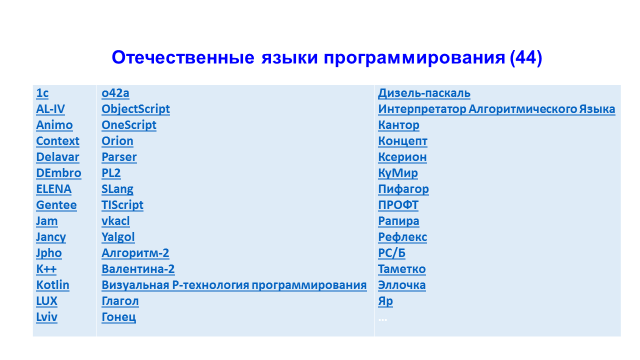 Отечественные языки программирования (44)
1c
AL-IV
Animo
Context
Delavar
DEmbro
ELENA
Gentee
Jam
Jancy
Jpho
K++
Kotlin
LUX
Lviv
o42a
ObjectScript
OneScript
Orion
Parser
PL2
SLang
TIScript
vkacl
Yalgol
Алгоритм-2
Валентина-2
Визуальная Р-технология программирования
Глагол
Гонец
Дизель-паскаль
Интерпретатор Алгоритмического Языка
Кантор
Концепт
Ксерион
КуМир
Пифагор
ПРОФТ
Рапира
Рефлекс
РС/Б
Таметко
Эллочка
Яр
...